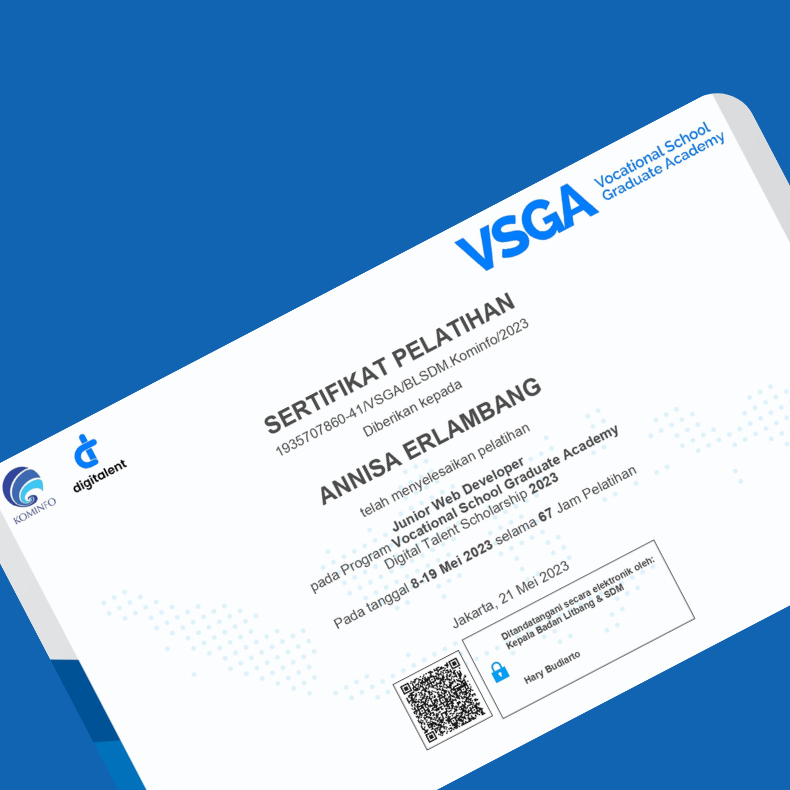 VSGA
Vocational School
Graduate Academy
KOMINFO
digitalent
SERTIFIKAT PELATIHAN
1935707860-41/VSGA/BLSDM.Kominfo/2023
Diberikan kepada
ANNISA ERLAMBANG
telah menyelesaikan pelatihan
Junior Web Developer
pada Program Vocational School Graduate Academy
Digital Talent Scholarship 2023
Pada tanggal 8-19 Mei 2023 selama 67 Jam Pelatihan
Jakarta, 21 Mei 2023
Ditandatangani secara elektronik oleh:
Kepala Badan Litbang & SDM
Hary Budiarto